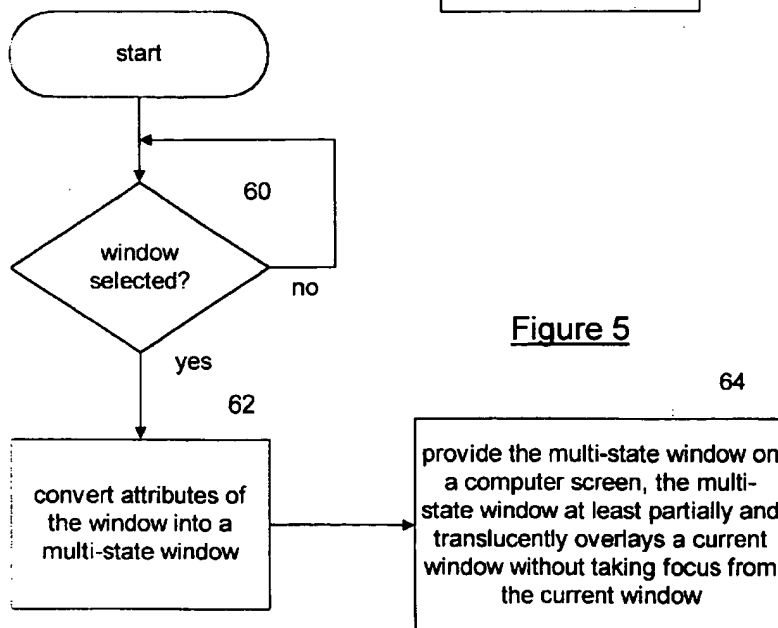 start
60
window
selected?
no
yes
Figure 5
62
64
convert attributes of
the window into a
multi-state window
provide the multi-state window on
a computer screen, the multi-
state window at least partially and
translucently overlays a current
window without taking focus from
the current window